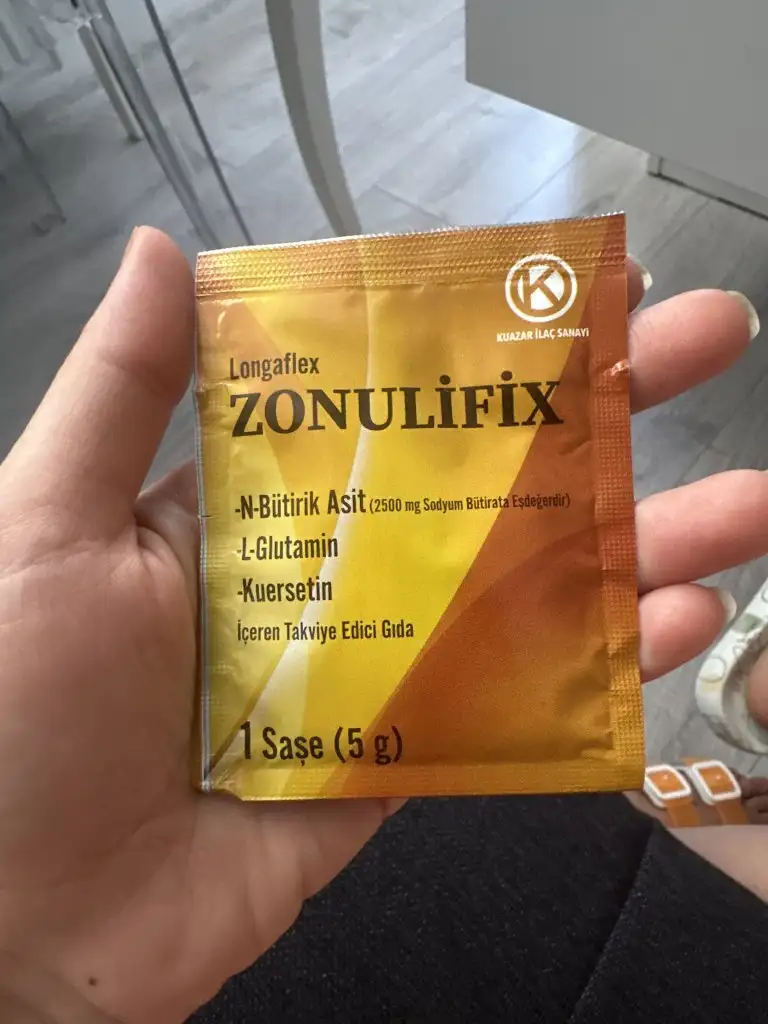 K
KUAZAR İLAÇ SANAYİ
Longaflex
ZONULİFİX
-N-Bütirik Asit (2500 mg Sodyum Bütirata Eşdeğerdir)
-L-Glutamin
-Kuersetin
İçeren Takviye Edici Gıda
1 Saşe (5 g)